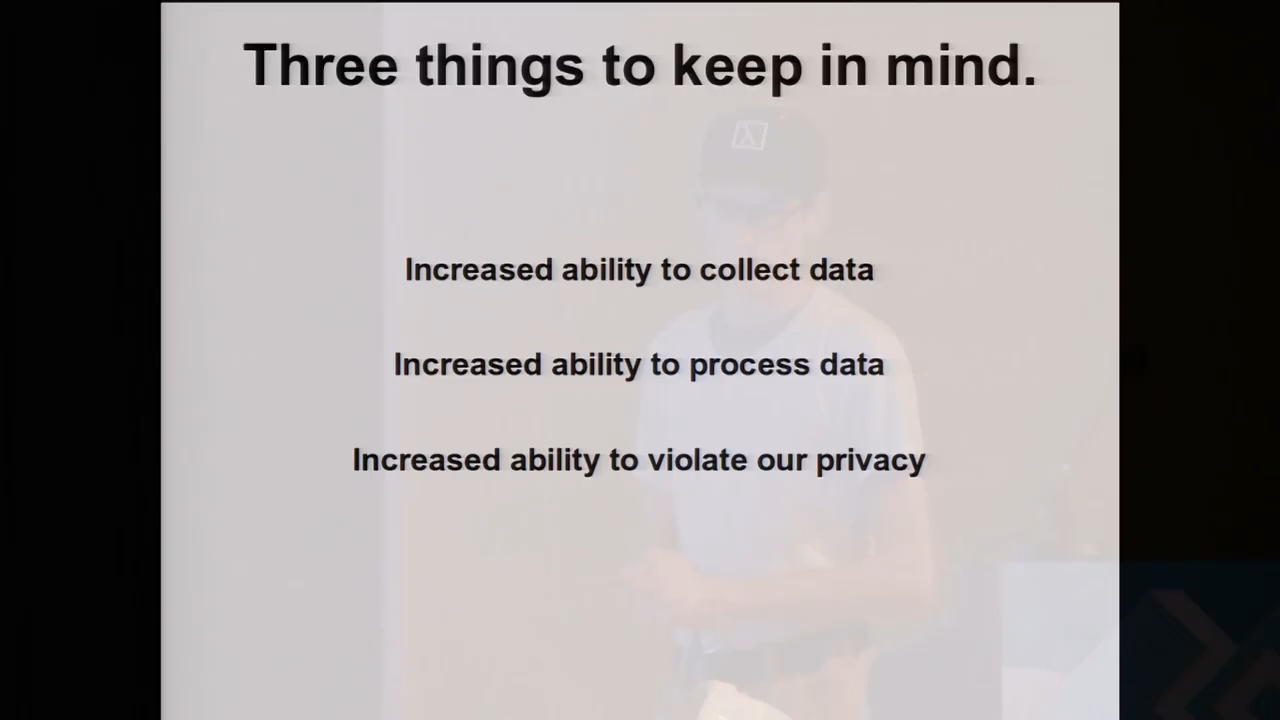 Three things to keep in mind.
Increased ability to collect data
Increased ability to process data
Increased ability to violate our privacy
λ